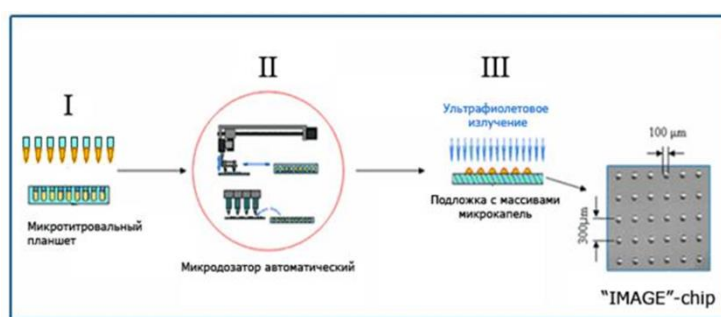 I
II
III
Ультрафиолетовое
излучение
100 µm
300µm
Микротитровальный
планшет
Микродозатор автоматический
Подложка с массивами
микрокапель
"IMAGE"-chip